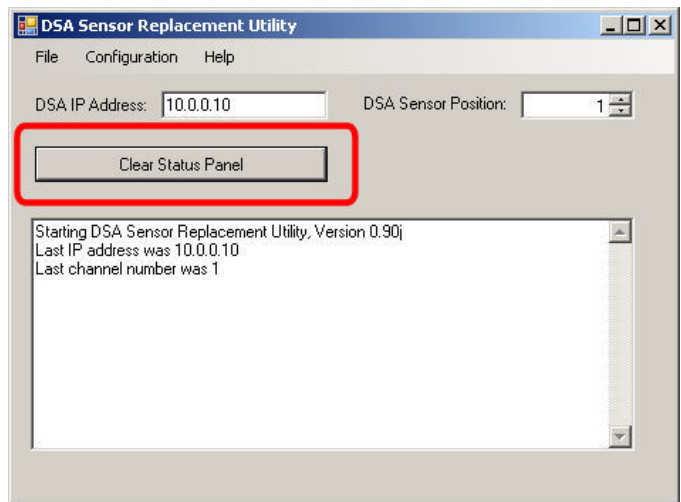 DSA Sensor Replacement Utility
File Configuration Help
DSA IP Address: 10.0.0.10 DSA Sensor Position: 1
Clear Status Panel
Starting DSA Sensor Replacement Utility, Version 0.90j
Last IP address was 10.0.0.10
Last channel number was 1